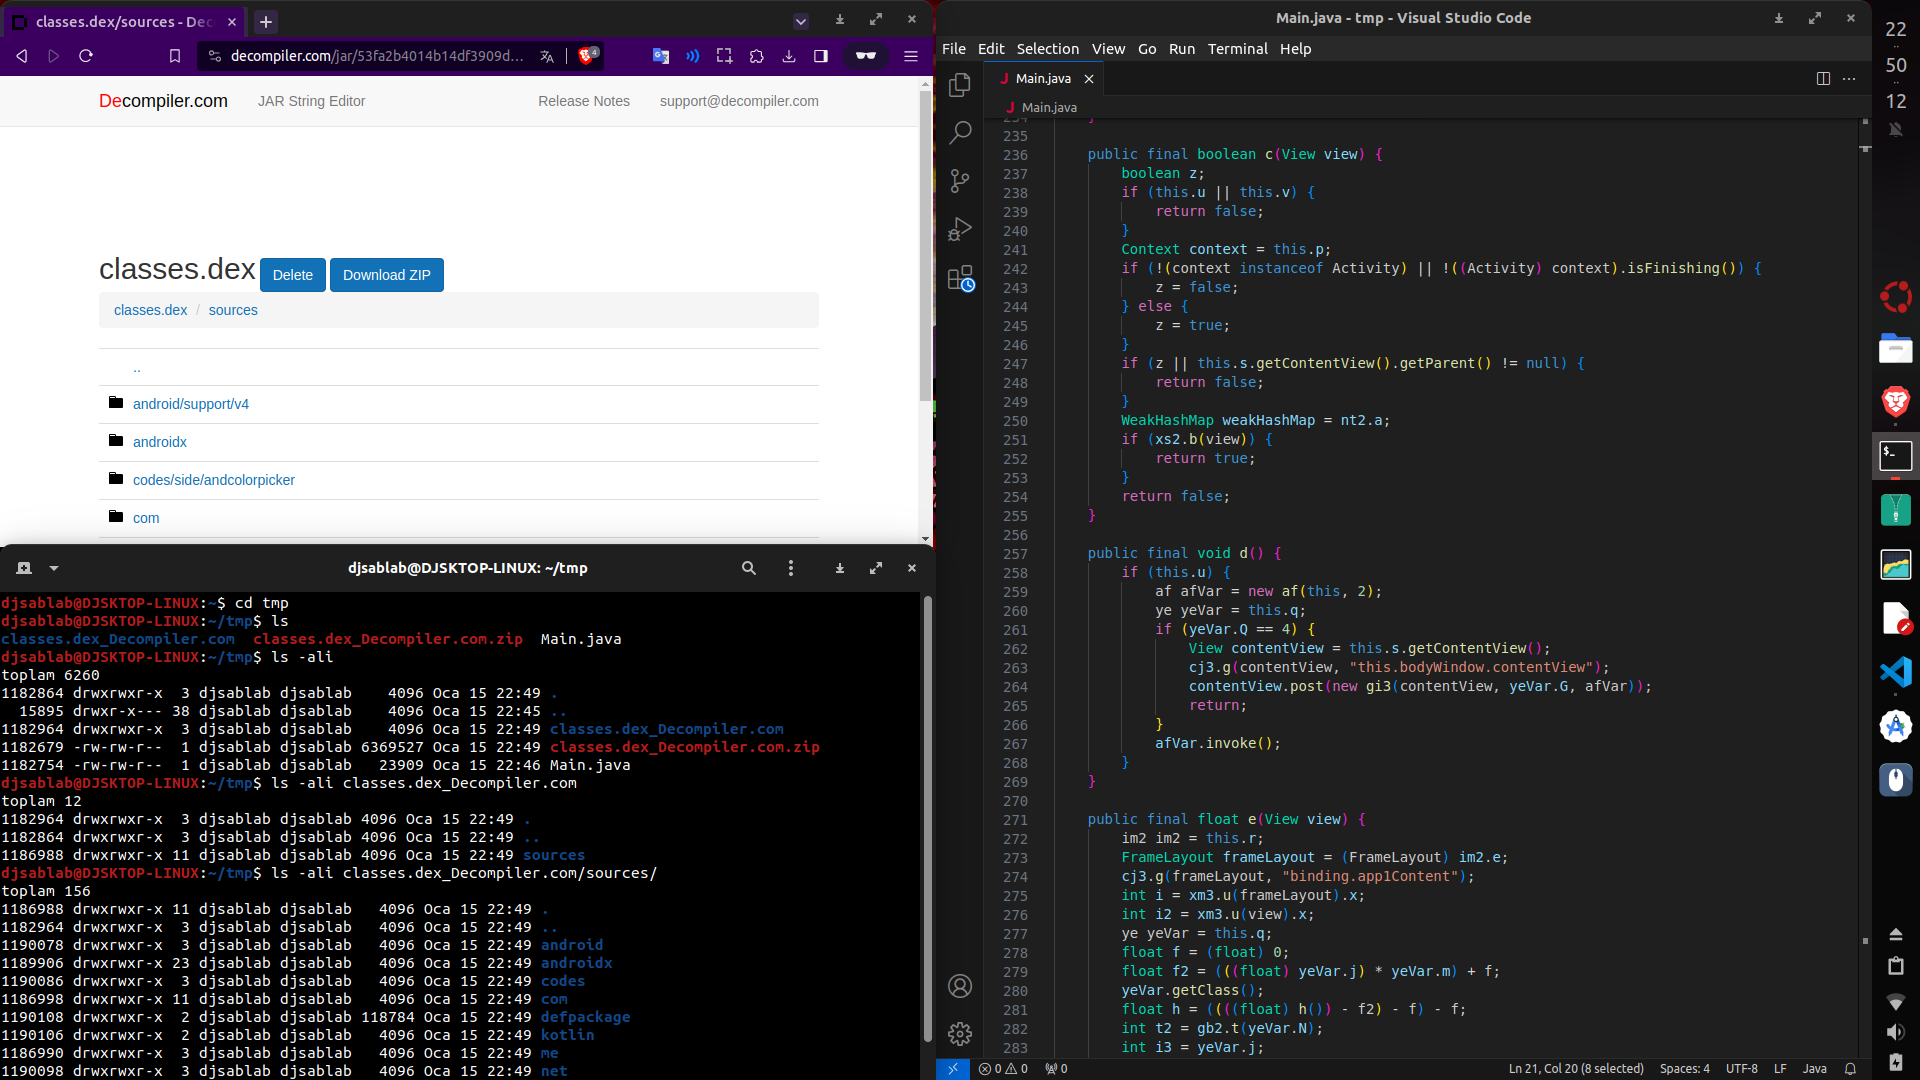 classes.dex/sources - Dec
decompiler.com/jar/53fa2b4014b14df3909d...
4
Decompiler.com
JAR String Editor
Release Notes
support@decompiler.com
classes.dex
Delete
Download ZIP
classes.dex / sources
..
android/support/v4
androidx
codes/side/andcolorpicker
com
djsablab@DJSKTOP-LINUX: ~/tmp
djsablab@DJSKTOP-LINUX:~$ cd tmp
djsablab@DJSKTOP-LINUX:~/tmp$ ls
classes.dex_Decompiler.com  classes.dex_Decompiler.com.zip  Main.java
djsablab@DJSKTOP-LINUX:~/tmp$ ls -ali
toplam 6260
1182864 drwxrwxr-x  3 djsablab djsablab    4096 Oca 15 22:49 .
  15895 drwxr-x--- 38 djsablab djsablab    4096 Oca 15 22:45 ..
1182964 drwxrwxr-x  3 djsablab djsablab    4096 Oca 15 22:49 classes.dex_Decompiler.com
1182679 -rw-rw-r--  1 djsablab djsablab 6369527 Oca 15 22:49 classes.dex_Decompiler.com.zip
1182754 -rw-rw-r--  1 djsablab djsablab   23909 Oca 15 22:46 Main.java
djsablab@DJSKTOP-LINUX:~/tmp$ ls -ali classes.dex_Decompiler.com
toplam 12
1182964 drwxrwxr-x  3 djsablab djsablab 4096 Oca 15 22:49 .
1182864 drwxrwxr-x  3 djsablab djsablab 4096 Oca 15 22:49 ..
1186988 drwxrwxr-x 11 djsablab djsablab 4096 Oca 15 22:49 sources
djsablab@DJSKTOP-LINUX:~/tmp$ ls -ali classes.dex_Decompiler.com/sources/
toplam 156
1186988 drwxrwxr-x 11 djsablab djsablab   4096 Oca 15 22:49 .
1182964 drwxrwxr-x  3 djsablab djsablab   4096 Oca 15 22:49 ..
1190078 drwxrwxr-x  3 djsablab djsablab   4096 Oca 15 22:49 android
1189906 drwxrwxr-x 23 djsablab djsablab   4096 Oca 15 22:49 androidx
1190086 drwxrwxr-x  3 djsablab djsablab   4096 Oca 15 22:49 codes
1186998 drwxrwxr-x 11 djsablab djsablab   4096 Oca 15 22:49 com
1190108 drwxrwxr-x  2 djsablab djsablab 118784 Oca 15 22:49 defpackage
1190106 drwxrwxr-x  2 djsablab djsablab   4096 Oca 15 22:49 kotlin
1186990 drwxrwxr-x  3 djsablab djsablab   4096 Oca 15 22:49 me
1190098 drwxrwxr-x  3 djsablab djsablab   4096 Oca 15 22:49 net
Main.java - tmp - Visual Studio Code
File Edit Selection View Go Run Terminal Help
J Main.java
J Main.java
234     }
235
236     public final boolean c(View view) {
237         boolean z;
238         if (this.u || this.v) {
239             return false;
240         }
241         Context context = this.p;
242         if (!(context instanceof Activity) || !((Activity) context).isFinishing()) {
243             z = false;
244         } else {
245             z = true;
246         }
247         if (z || this.s.getContentView().getParent() != null) {
248             return false;
249         }
250         WeakHashMap weakHashMap = nt2.a;
251         if (xs2.b(view)) {
252             return true;
253         }
254         return false;
255     }
256
257     public final void d() {
258         if (this.u) {
259             af afVar = new af(this, 2);
260             ye yeVar = this.q;
261             if (yeVar.Q == 4) {
262                 View contentView = this.s.getContentView();
263                 cj3.g(contentView, "this.bodyWindow.contentView");
264                 contentView.post(new gi3(contentView, yeVar.G, afVar));
265                 return;
266             }
267             afVar.invoke();
268         }
269     }
270
271     public final float e(View view) {
272         im2 im2 = this.r;
273         FrameLayout frameLayout = (FrameLayout) im2.e;
274         cj3.g(frameLayout, "binding.app1Content");
275         int i = xm3.u(frameLayout).x;
276         int i2 = xm3.u(view).x;
277         ye yeVar = this.q;
278         float f = (float) 0;
279         float f2 = (((float) yeVar.j) * yeVar.m) + f;
280         yeVar.getClass();
281         float h = ((((float) h()) - f2) - f) - f;
282         int t2 = gb2.t(yeVar.N);
283         int i3 = yeVar.j;
0 0 0
Ln 21, Col 20 (8 selected)
Spaces: 4
UTF-8
LF
Java
22
..
50
..
12
$-